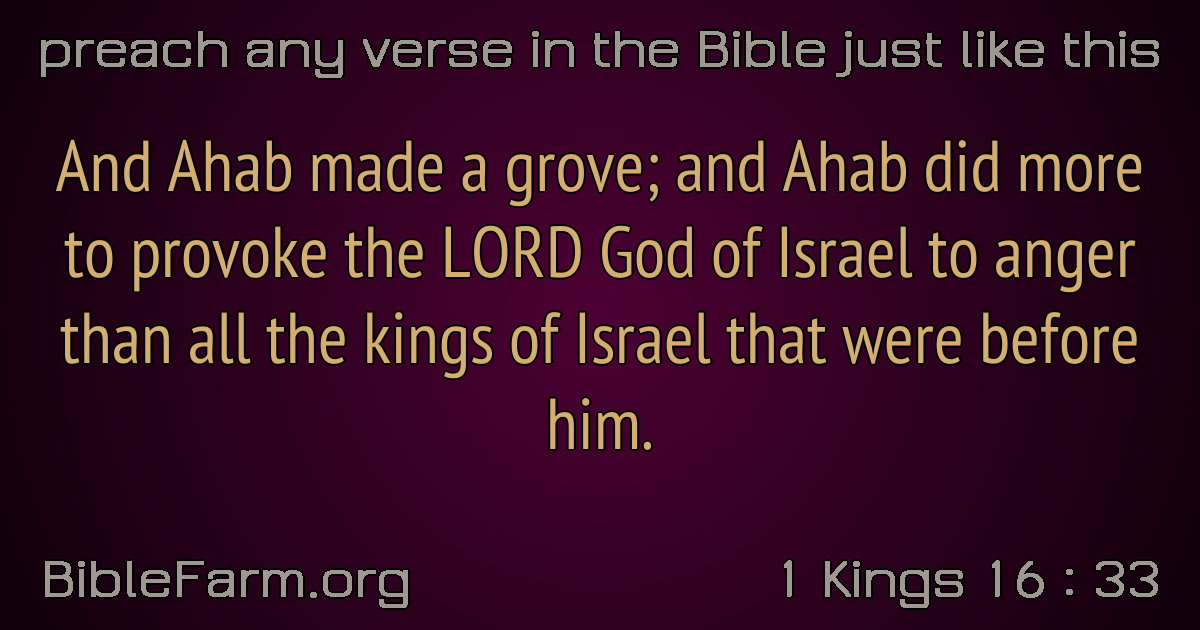 preach any verse in the Bible just like this
And Ahab made a grove; and Ahab did more
to provoke the LORD God of Israel to anger
than all the kings of Israel that were before
him.
BibleFarm.org
1 Kings 16 : 33